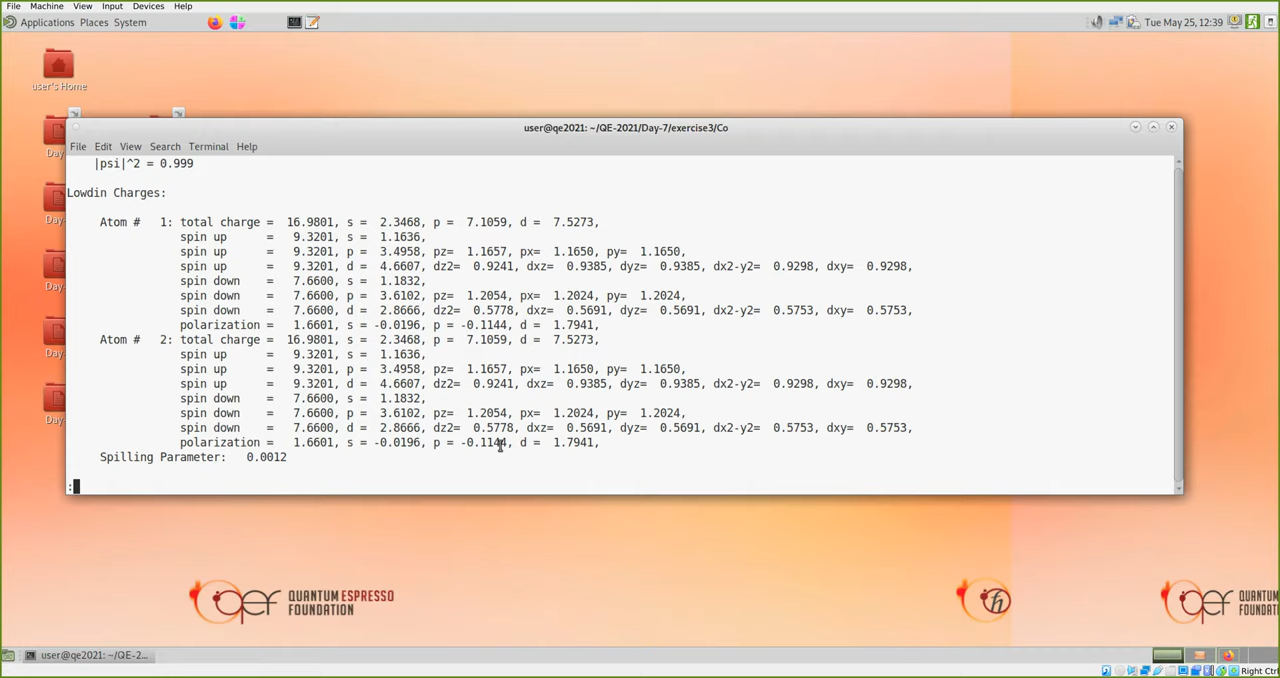 File Machine View Input Devices Help
Applications Places System
Tue May 25, 12:39
user's Home
user@qe2021: ~/QE-2021/Day-7/exercise3/Co
File Edit View Search Terminal Help
|psi|^2 = 0.999
Lowdin Charges:
Atom # 1: total charge = 16.9801, s = 2.3468, p = 7.1059, d = 7.5273,
spin up = 9.3201, s = 1.1636,
spin up = 9.3201, p = 3.4958, pz= 1.1657, px= 1.1650, py= 1.1650,
spin up = 9.3201, d = 4.6607, dz2= 0.9241, dxz= 0.9385, dyz= 0.9385, dx2-y2= 0.9298, dxy= 0.9298,
spin down = 7.6600, s = 1.1832,
spin down = 7.6600, p = 3.6102, pz= 1.2054, px= 1.2024, py= 1.2024,
spin down = 7.6600, d = 2.8666, dz2= 0.5778, dxz= 0.5691, dyz= 0.5691, dx2-y2= 0.5753, dxy= 0.5753,
polarization = 1.6601, s = -0.0196, p = -0.1144, d = 1.7941,
Atom # 2: total charge = 16.9801, s = 2.3468, p = 7.1059, d = 7.5273,
spin up = 9.3201, s = 1.1636,
spin up = 9.3201, p = 3.4958, pz= 1.1657, px= 1.1650, py= 1.1650,
spin up = 9.3201, d = 4.6607, dz2= 0.9241, dxz= 0.9385, dyz= 0.9385, dx2-y2= 0.9298, dxy= 0.9298,
spin down = 7.6600, s = 1.1832,
spin down = 7.6600, p = 3.6102, pz= 1.2054, px= 1.2024, py= 1.2024,
spin down = 7.6600, d = 2.8666, dz2= 0.5778, dxz= 0.5691, dyz= 0.5691, dx2-y2= 0.5753, dxy= 0.5753,
polarization = 1.6601, s = -0.0196, p = -0.1144, d = 1.7941,
Spilling Parameter: 0.0012
:
Day
Day
Day
Day
Day
QUANTUM ESPRESSO
FOUNDATION
QUANTUM
FOUND
user@qe2021: ~/QE-2...
Right Ctrl